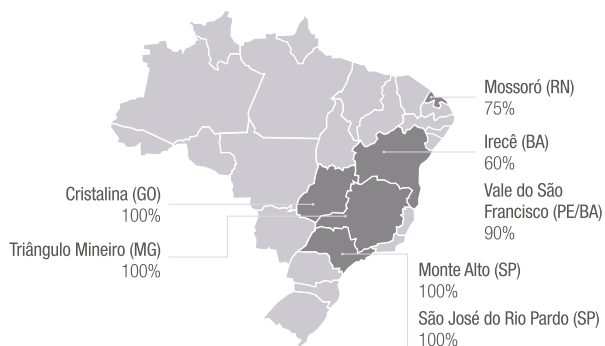 Mossoró (RN)
75%
Irecê (BA)
60%
Vale do São
Francisco (PE/BA)
90%
Cristalina (GO)
100%
Triângulo Mineiro (MG)
100%
Monte Alto (SP)
100%
São José do Rio Pardo (SP)
100%